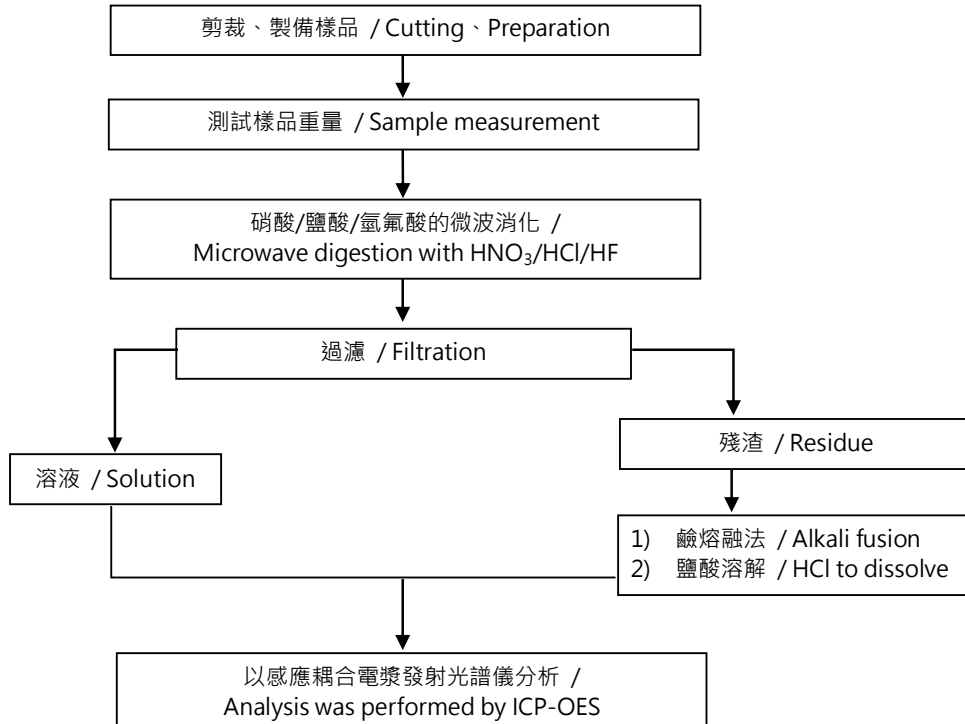 剪裁、製備樣品 / Cutting、Preparation
測試樣品重量 / Sample measurement
硝酸/鹽酸/氫氟酸的微波消化 /
Microwave digestion with HNO₃/HCl/HF
過濾 / Filtration
溶液 / Solution
殘渣 / Residue
1) 鹼熔融法 / Alkali fusion
2) 鹽酸溶解 / HCl to dissolve
以感應耦合電漿發射光譜儀分析 /
Analysis was performed by ICP-OES